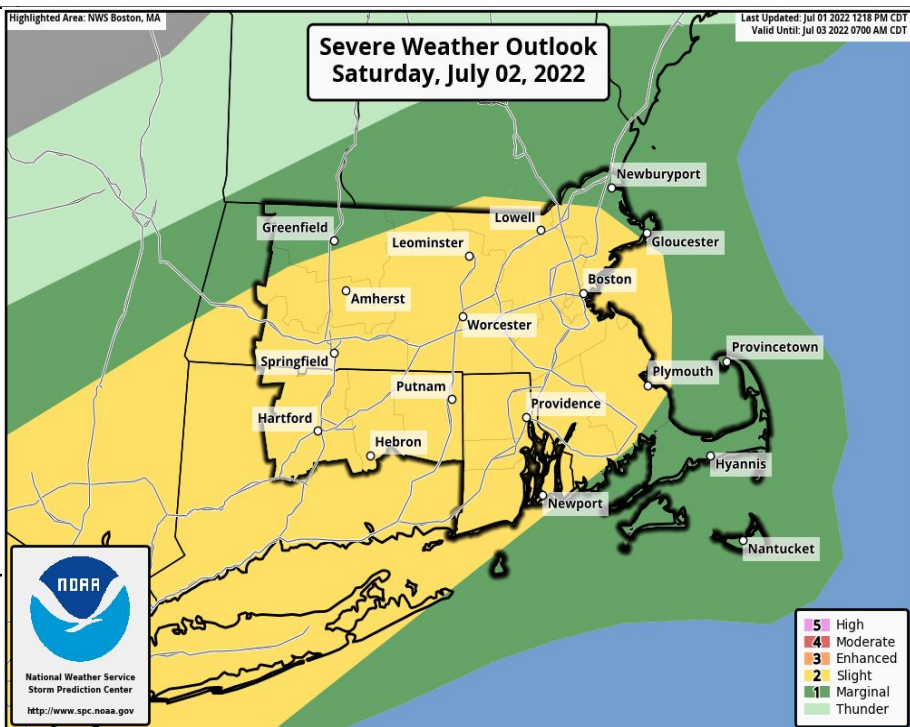 Highlighted Area: NWS Boston, MA
Last Updated: Jul 01 2022 1218 PM CDT
Valid Until: Jul 03 2022 0700 AM CDT
Severe Weather Outlook
Saturday, July 02, 2022
Newburyport
Lowell
Greenfield
Gloucester
Leominster
Boston
Amherst
Worcester
Provincetown
Springfield
Plymouth
Putnam
Providence
Hartford
Hebron
Hyannis
Newport
Nantucket
NOAA
National Weather Service
Storm Prediction Center
http://www.spc.noaa.gov
5 High
4 Moderate
3 Enhanced
2 Slight
1 Marginal
Thunder